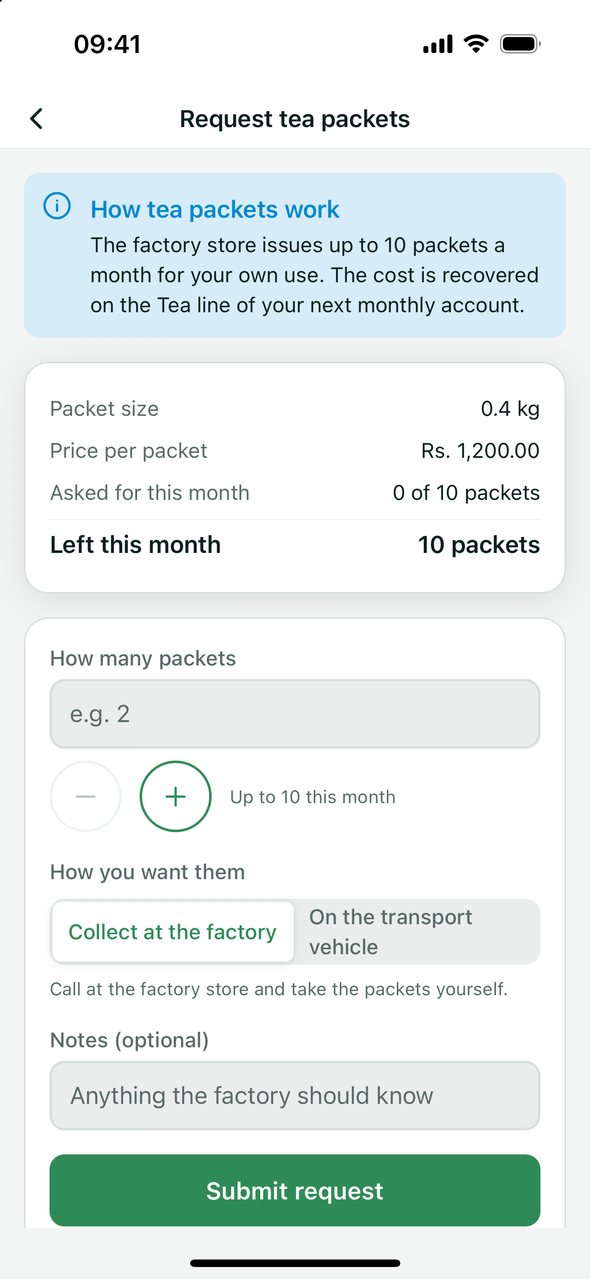 09:41
Request tea packets
How tea packets work
The factory store issues up to 10 packets a
month for your own use. The cost is recovered
on the Tea line of your next monthly account.
Packet size 0.4 kg
Price per packet Rs. 1,200.00
Asked for this month 0 of 10 packets
Left this month 10 packets
How many packets
e.g. 2
Up to 10 this month
How you want them
Collect at the factory
On the transport
vehicle
Call at the factory store and take the packets yourself.
Notes (optional)
Anything the factory should know
Submit request